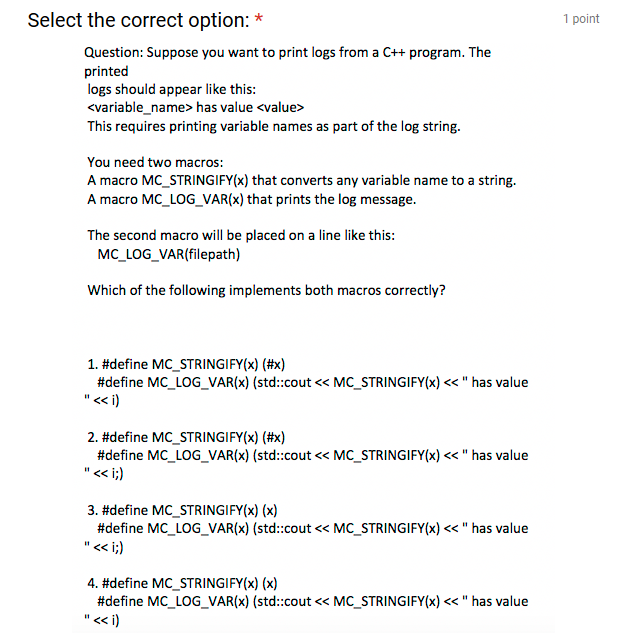 Select the correct option: *
1 point
Question: Suppose you want to print logs from a C++ program. The
printed
logs should appear like this:
<variable_name> has value <value>
This requires printing variable names as part of the log string.
You need two macros:
A macro MC_STRINGIFY(x) that converts any variable name to a string.
A macro MC_LOG_VAR(x) that prints the log message.
The second macro will be placed on a line like this:
MC_LOG_VAR(filepath)
Which of the following implements both macros correctly?
1. #define MC_STRINGIFY(x) (#x)
#define MC_LOG_VAR(x) (std::cout << MC_STRINGIFY(x) << " has value
" << i)
2. #define MC_STRINGIFY(x) (#x)
#define MC_LOG_VAR(x) (std::cout << MC_STRINGIFY(x) << " has value
" << i;)
3. #define MC_STRINGIFY(x) (x)
#define MC_LOG_VAR(x) (std::cout << MC_STRINGIFY(x) << " has value
" << i;)
4. #define MC_STRINGIFY(x) (x)
#define MC_LOG_VAR(x) (std::cout << MC_STRINGIFY(x) << " has value
" << i)